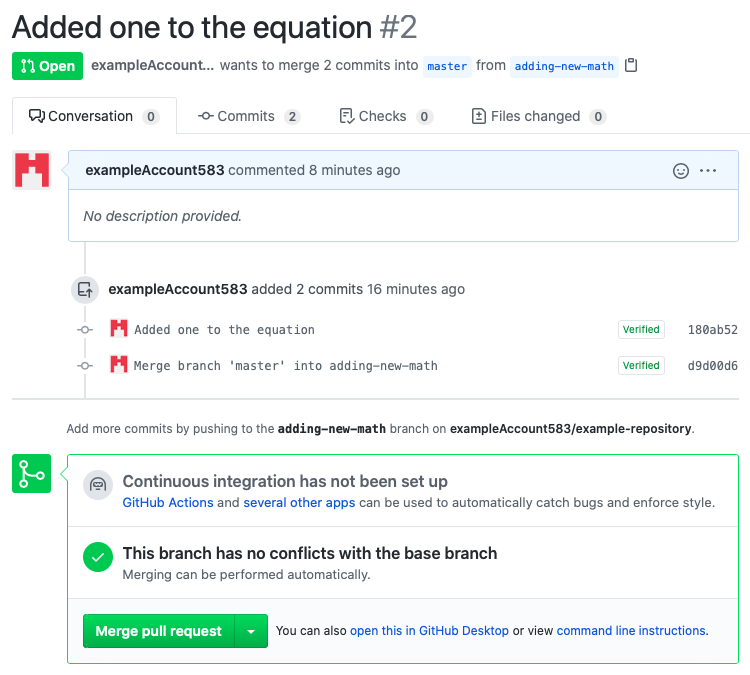 Added one to the equation #2
Open exampleAccount... wants to merge 2 commits into master from adding-new-math
Conversation 0 Commits 2 Checks 0 Files changed 0
exampleAccount583 commented 8 minutes ago
No description provided.
exampleAccount583 added 2 commits 16 minutes ago
Added one to the equation Verified 180ab52
Merge branch 'master' into adding-new-math Verified d9d00d6
Add more commits by pushing to the adding-new-math branch on exampleAccount583/example-repository.
Continuous integration has not been set up
GitHub Actions and several other apps can be used to automatically catch bugs and enforce style.
This branch has no conflicts with the base branch
Merging can be performed automatically.
Merge pull request You can also open this in GitHub Desktop or view command line instructions.